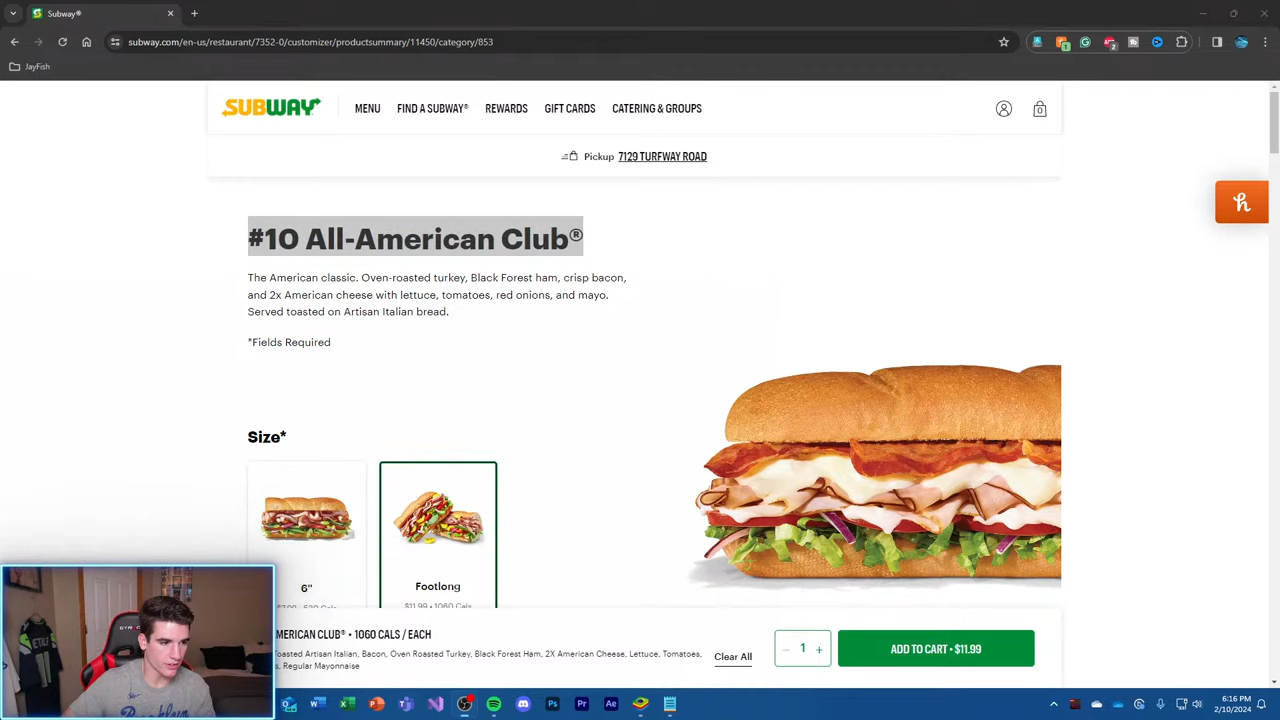 Subway®
subway.com/en-us/restaurant/7352-0/customizer/productsummary/11450/category/853
JayFish
SUBWAY
MENU
FIND A SUBWAY®
REWARDS
GIFT CARDS
CATERING & GROUPS
0
Pickup 7129 TURFWAY ROAD
#10 All-American Club®
The American classic. Oven-roasted turkey, Black Forest ham, crisp bacon,
and 2x American cheese with lettuce, tomatoes, red onions, and mayo.
Served toasted on Artisan Italian bread.
*Fields Required
Size*
6"
Footlong
$11.99 • 1060 Cals
MERICAN CLUB® • 1060 CALS / EACH
oasted Artisan Italian, Bacon, Oven Roasted Turkey, Black Forest Ham, 2X American Cheese, Lettuce, Tomatoes,
s, Regular Mayonnaise
Clear All
1
ADD TO CART • $11.99
6:16 PM
2/10/2024